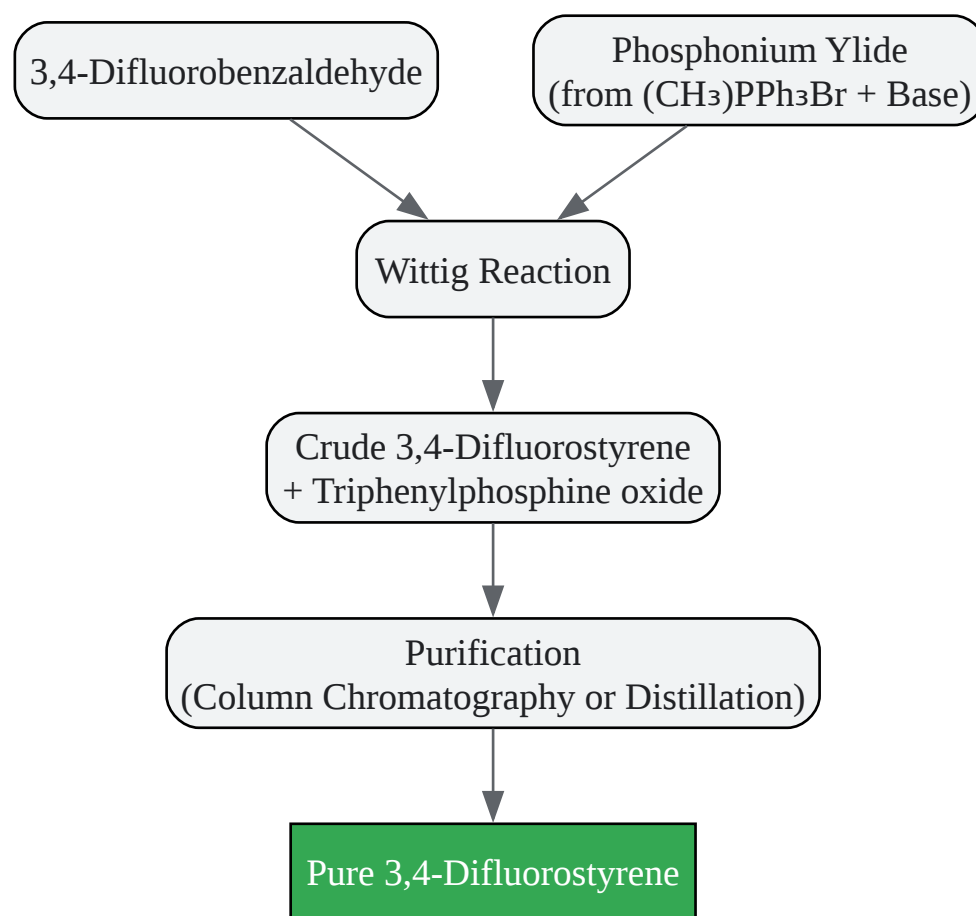 3,4-Difluorobenzaldehyde
Phosphonium Ylide
(from (CH₃)PPh₃Br + Base)
Wittig Reaction
Crude 3,4-Difluorostyrene
+ Triphenylphosphine oxide
Purification
(Column Chromatography or Distillation)
Pure 3,4-Difluorostyrene